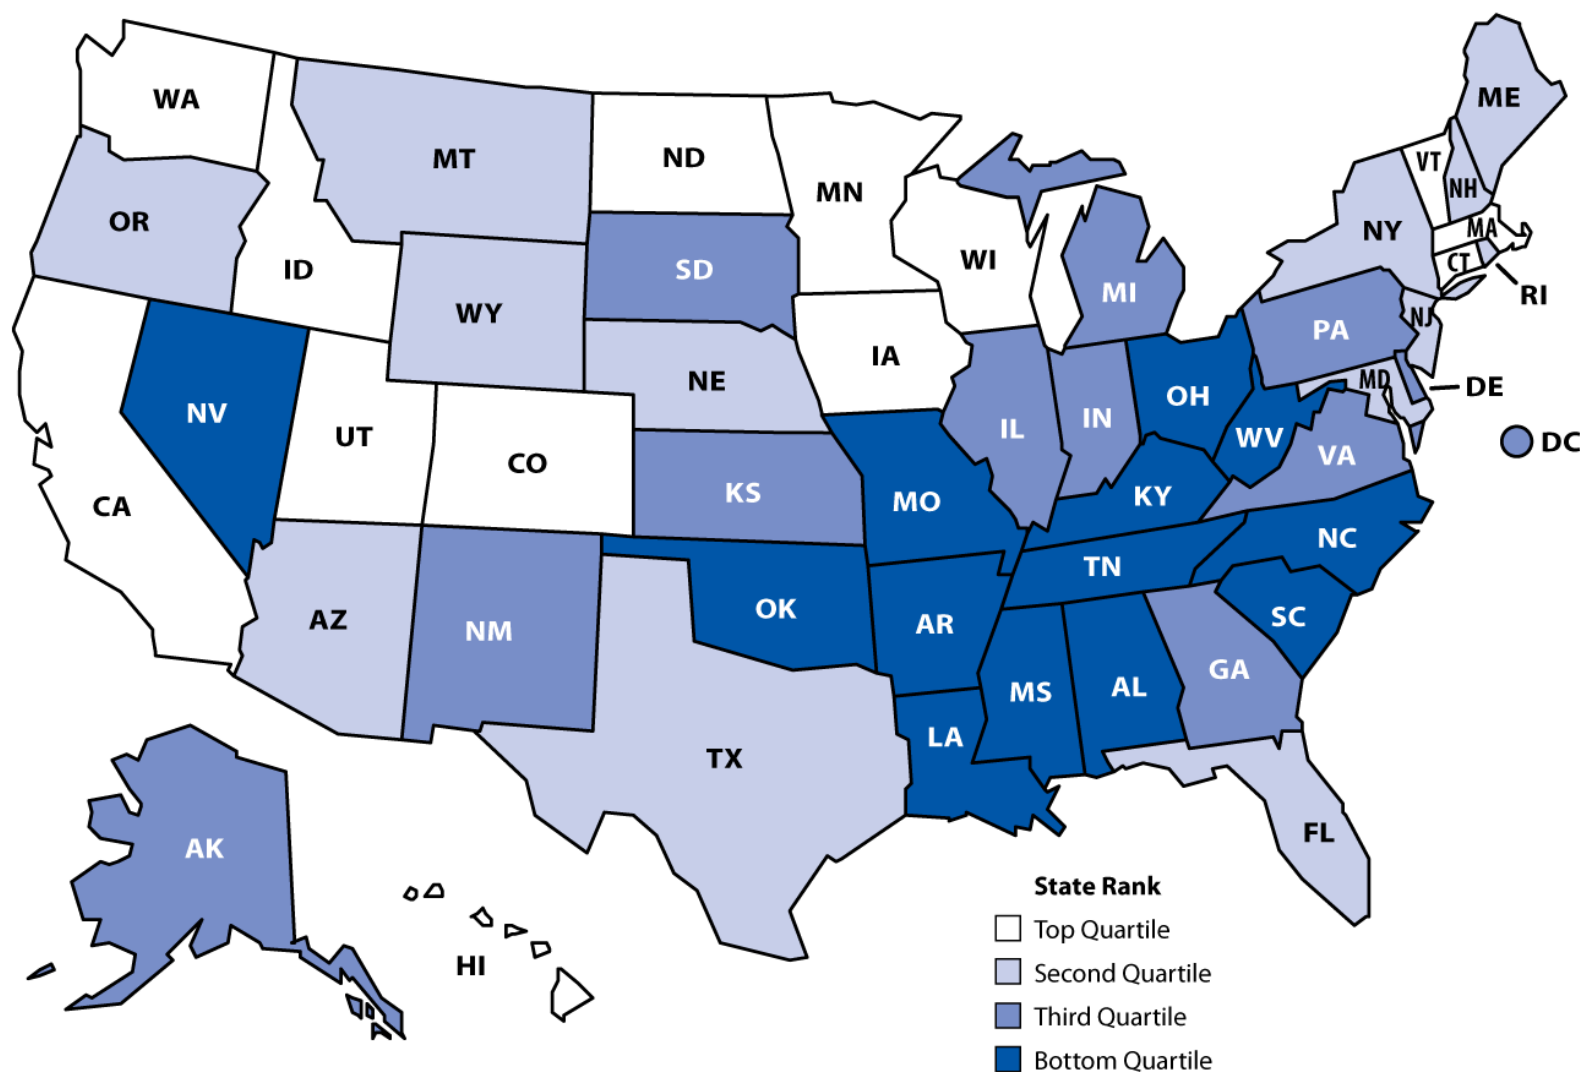 WA
MT
ND
MN
ME
VT
NH
OR
ID
SD
WI
NY
MA
CT
WY
MI
RI
NJ
PA
IA
NE
MD
DE
NV
UT
CO
KS
IL
IN
OH
WV
VA
DC
CA
MO
KY
NC
TN
AZ
NM
OK
AR
SC
MS
AL
GA
LA
TX
FL
AK
HI
State Rank
Top Quartile
Second Quartile
Third Quartile
Bottom Quartile